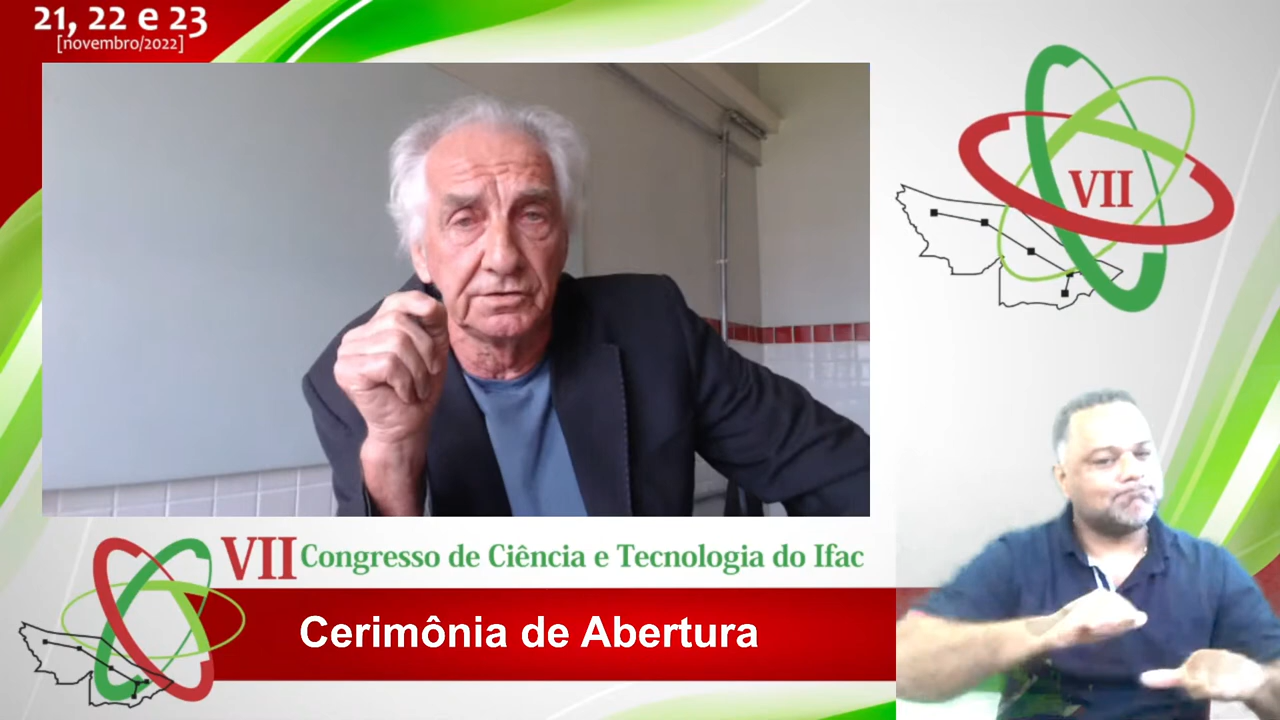 21, 22 e 23
[novembro/2022]
VII
VII Congresso de Ciência e Tecnologia do Ifac
Cerimônia de Abertura